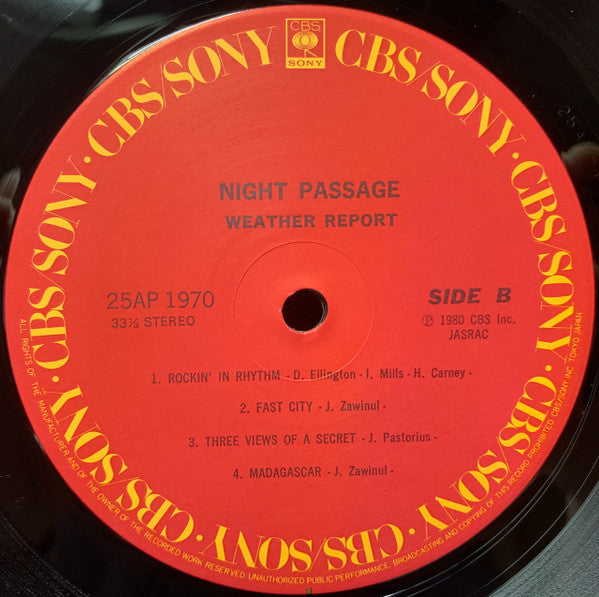 CBS
SONY
CBS/SONY · CBS/SONY · CBS/SONY · CBS/SONY · CBS/SONY · CBS/SONY · CBS/SONY · CBS/SONY
NIGHT PASSAGE
WEATHER REPORT
25AP 1970
33⅓ STEREO
SIDE B
Ⓟ 1980 CBS Inc.
JASRAC
1. ROCKIN' IN RHYTHM - D. Ellington - I. Mills - H. Carney -
2. FAST CITY - J. Zawinul -
3. THREE VIEWS OF A SECRET - J. Pastorius -
4. MADAGASCAR - J. Zawinul -
ALL RIGHTS OF THE MANUFACTURER AND OF THE OWNER OF THE RECORDED WORK RESERVED. UNAUTHORIZED PUBLIC PERFORMANCE, BROADCASTING AND COPYING OF THIS RECORD PROHIBITED. CBS/SONY INC. TOKYO JAPAN.